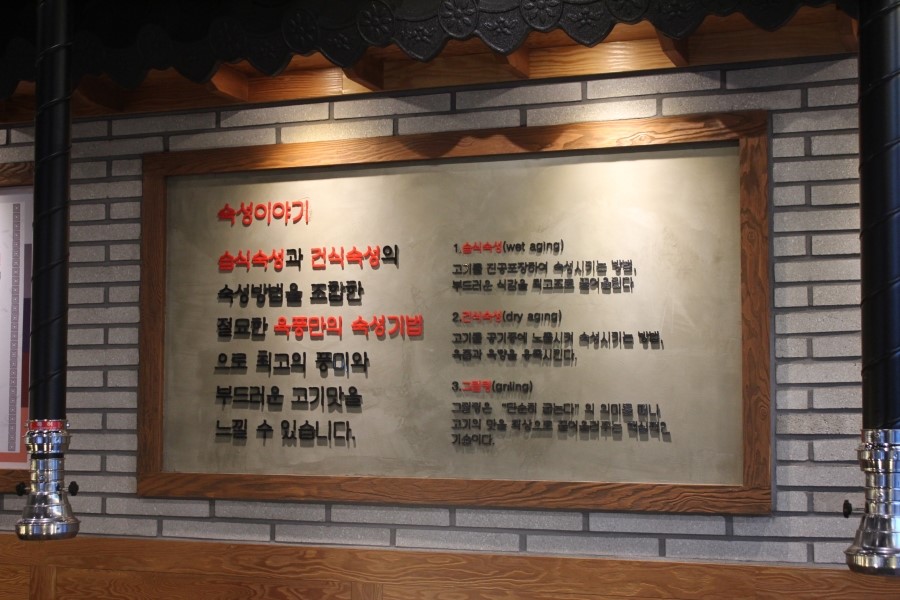 숙성이야기
습식숙성과 건식숙성의
숙성방법을 조합한
절묘한 육풍만의 숙성기법
으로 최고의 풍미와
부드러운 고기맛을
느낄 수 있습니다.
1.습식숙성(wet aging)
고기를 진공포장하여 숙성시키는 방법,
부드러운 식감을 최고조로 끌어올린다
2.건식숙성(dry aging)
고기를 공기중에 노출시켜 숙성시키는 방법,
육즙과 육향을 응축시킨다.
3.그릴링(grilling)
그릴링은 "단순히 굽는다" 의 의미를 떠나
고기의 맛을 최상으로 끌어올려주는 핵심적인
기술이다.